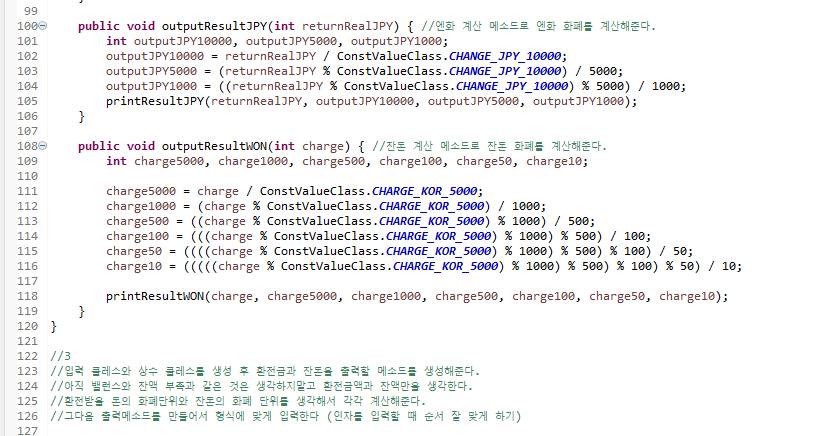 99
100 public void outputResultJPY(int returnRealJPY) { //엔화 계산 메소드로 엔화 화폐를 계산해준다.
101 int outputJPY10000, outputJPY5000, outputJPY1000;
102 outputJPY10000 = returnRealJPY / ConstValueClass.CHANGE_JPY_10000;
103 outputJPY5000 = (returnRealJPY % ConstValueClass.CHANGE_JPY_10000) / 5000;
104 outputJPY1000 = ((returnRealJPY % ConstValueClass.CHANGE_JPY_10000) % 5000) / 1000;
105 printResultJPY(returnRealJPY, outputJPY10000, outputJPY5000, outputJPY1000);
106 }
107
108 public void outputResultWON(int charge) { //잔돈 계산 메소드로 잔돈 화폐를 계산해준다.
109 int charge5000, charge1000, charge500, charge100, charge50, charge10;
110
111 charge5000 = charge / ConstValueClass.CHARGE_KOR_5000;
112 charge1000 = (charge % ConstValueClass.CHARGE_KOR_5000) / 1000;
113 charge500 = ((charge % ConstValueClass.CHARGE_KOR_5000) % 1000) / 500;
114 charge100 = (((charge % ConstValueClass.CHARGE_KOR_5000) % 1000) % 500) / 100;
115 charge50 = ((((charge % ConstValueClass.CHARGE_KOR_5000) % 1000) % 500) % 100) / 50;
116 charge10 = (((((charge % ConstValueClass.CHARGE_KOR_5000) % 1000) % 500) % 100) % 50) / 10;
117
118 printResultWON(charge, charge5000, charge1000, charge500, charge100, charge50, charge10);
119 }
120 }
121
122 //3
123 //입력 클레스와 상수 클레스를 생성 후 환전금과 잔돈을 출력할 메소드를 생성해준다.
124 //아직 밸런스와 잔액 부족과 같은 것은 생각하지말고 환전금액과 잔액만을 생각한다.
125 //환전받을 돈의 화폐단위와 잔돈의 화폐 단위를 생각해서 각각 계산해준다.
126 //그다음 출력메소드를 만들어서 형식에 맞게 입력한다 (인자를 입력할 때 순서 잘 맞게 하기)
127